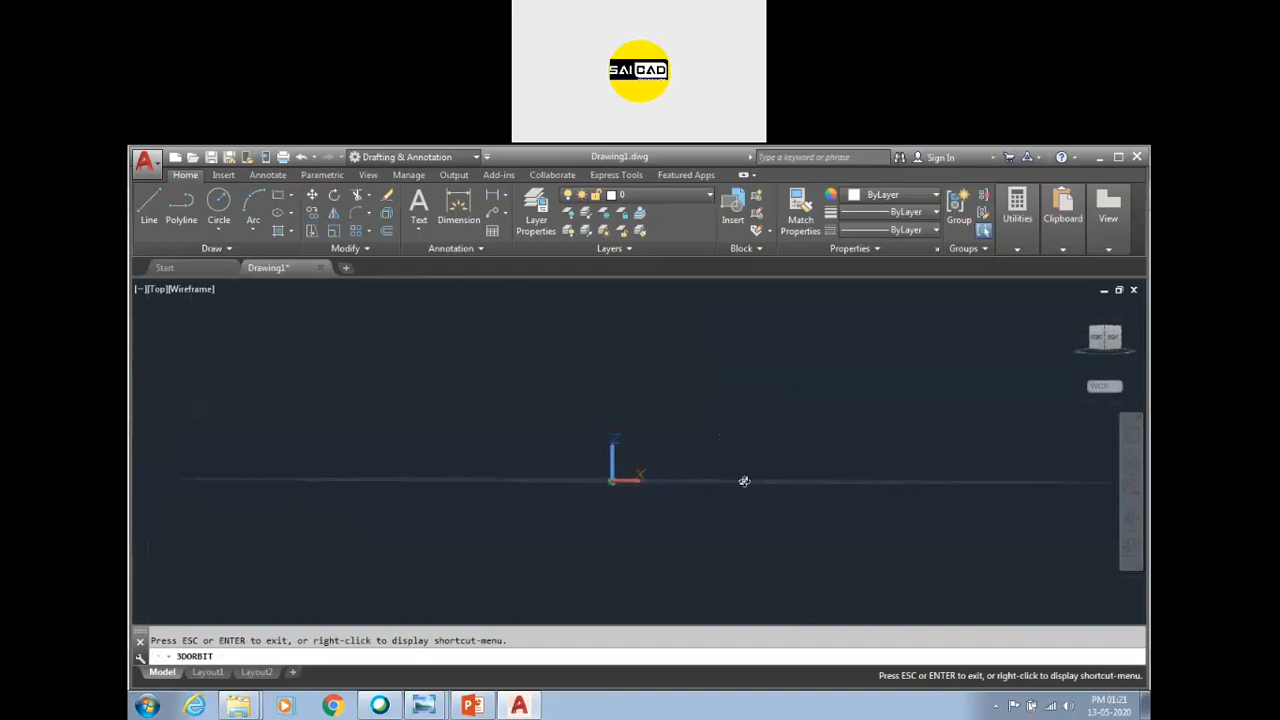 SAICAD
Drafting & Annotation
Drawing1.dwg
Type a keyword or phrase
Sign In
Home
Insert
Annotate
Parametric
View
Manage
Output
Add-ins
Collaborate
Express Tools
Featured Apps
Line
Polyline
Circle
Arc
Text
Dimension
Layer
Properties
0
Insert
Match
Properties
ByLayer
ByLayer
ByLayer
Group
Utilities
Clipboard
View
Draw
Modify
Annotation
Layers
Block
Properties
Groups
Start
Drawing1*
[−][Top][Wireframe]
FRONT
RIGHT
WCS
Z
X
Press ESC or ENTER to exit, or right-click to display shortcut-menu.
3DORBIT
Model
Layout1
Layout2
Press ESC or ENTER to exit, or right-click to display shortcut-menu.
PM 01:21
13-05-2020